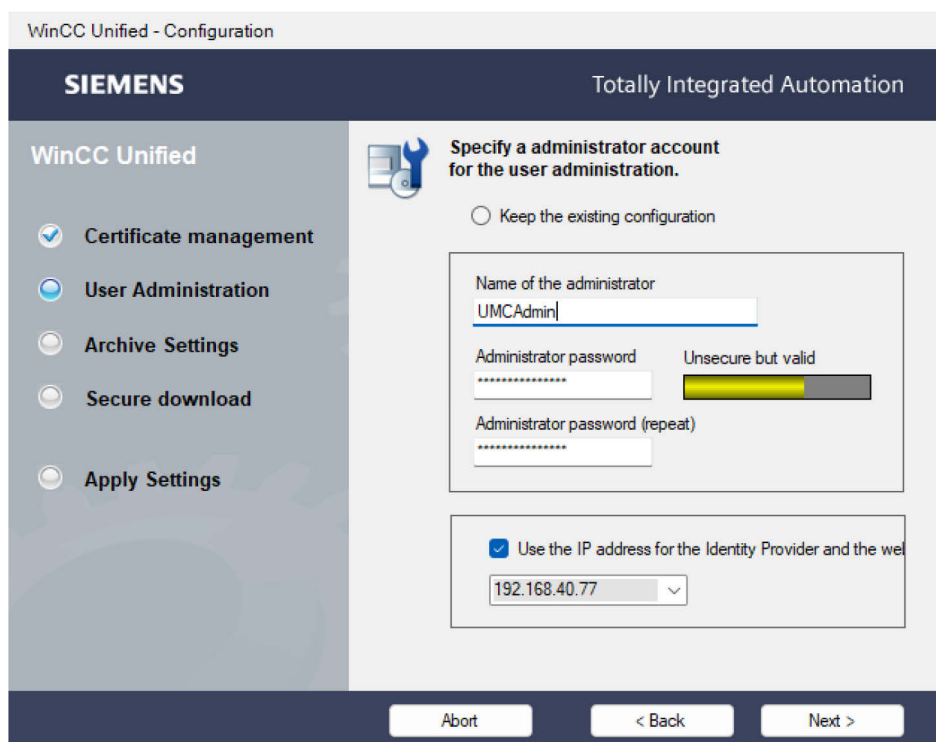 WinCC Unified - Configuration
SIEMENS
Totally Integrated Automation
WinCC Unified
Certificate management
User Administration
Archive Settings
Secure download
Apply Settings
Specify a administrator account
for the user administration.
Keep the existing configuration
Name of the administrator
UMCAdmin
Administrator password
Unsecure but valid
***************
Administrator password (repeat)
***************
Use the IP address for the Identity Provider and the wel
192.168.40.77
Abort
< Back
Next >